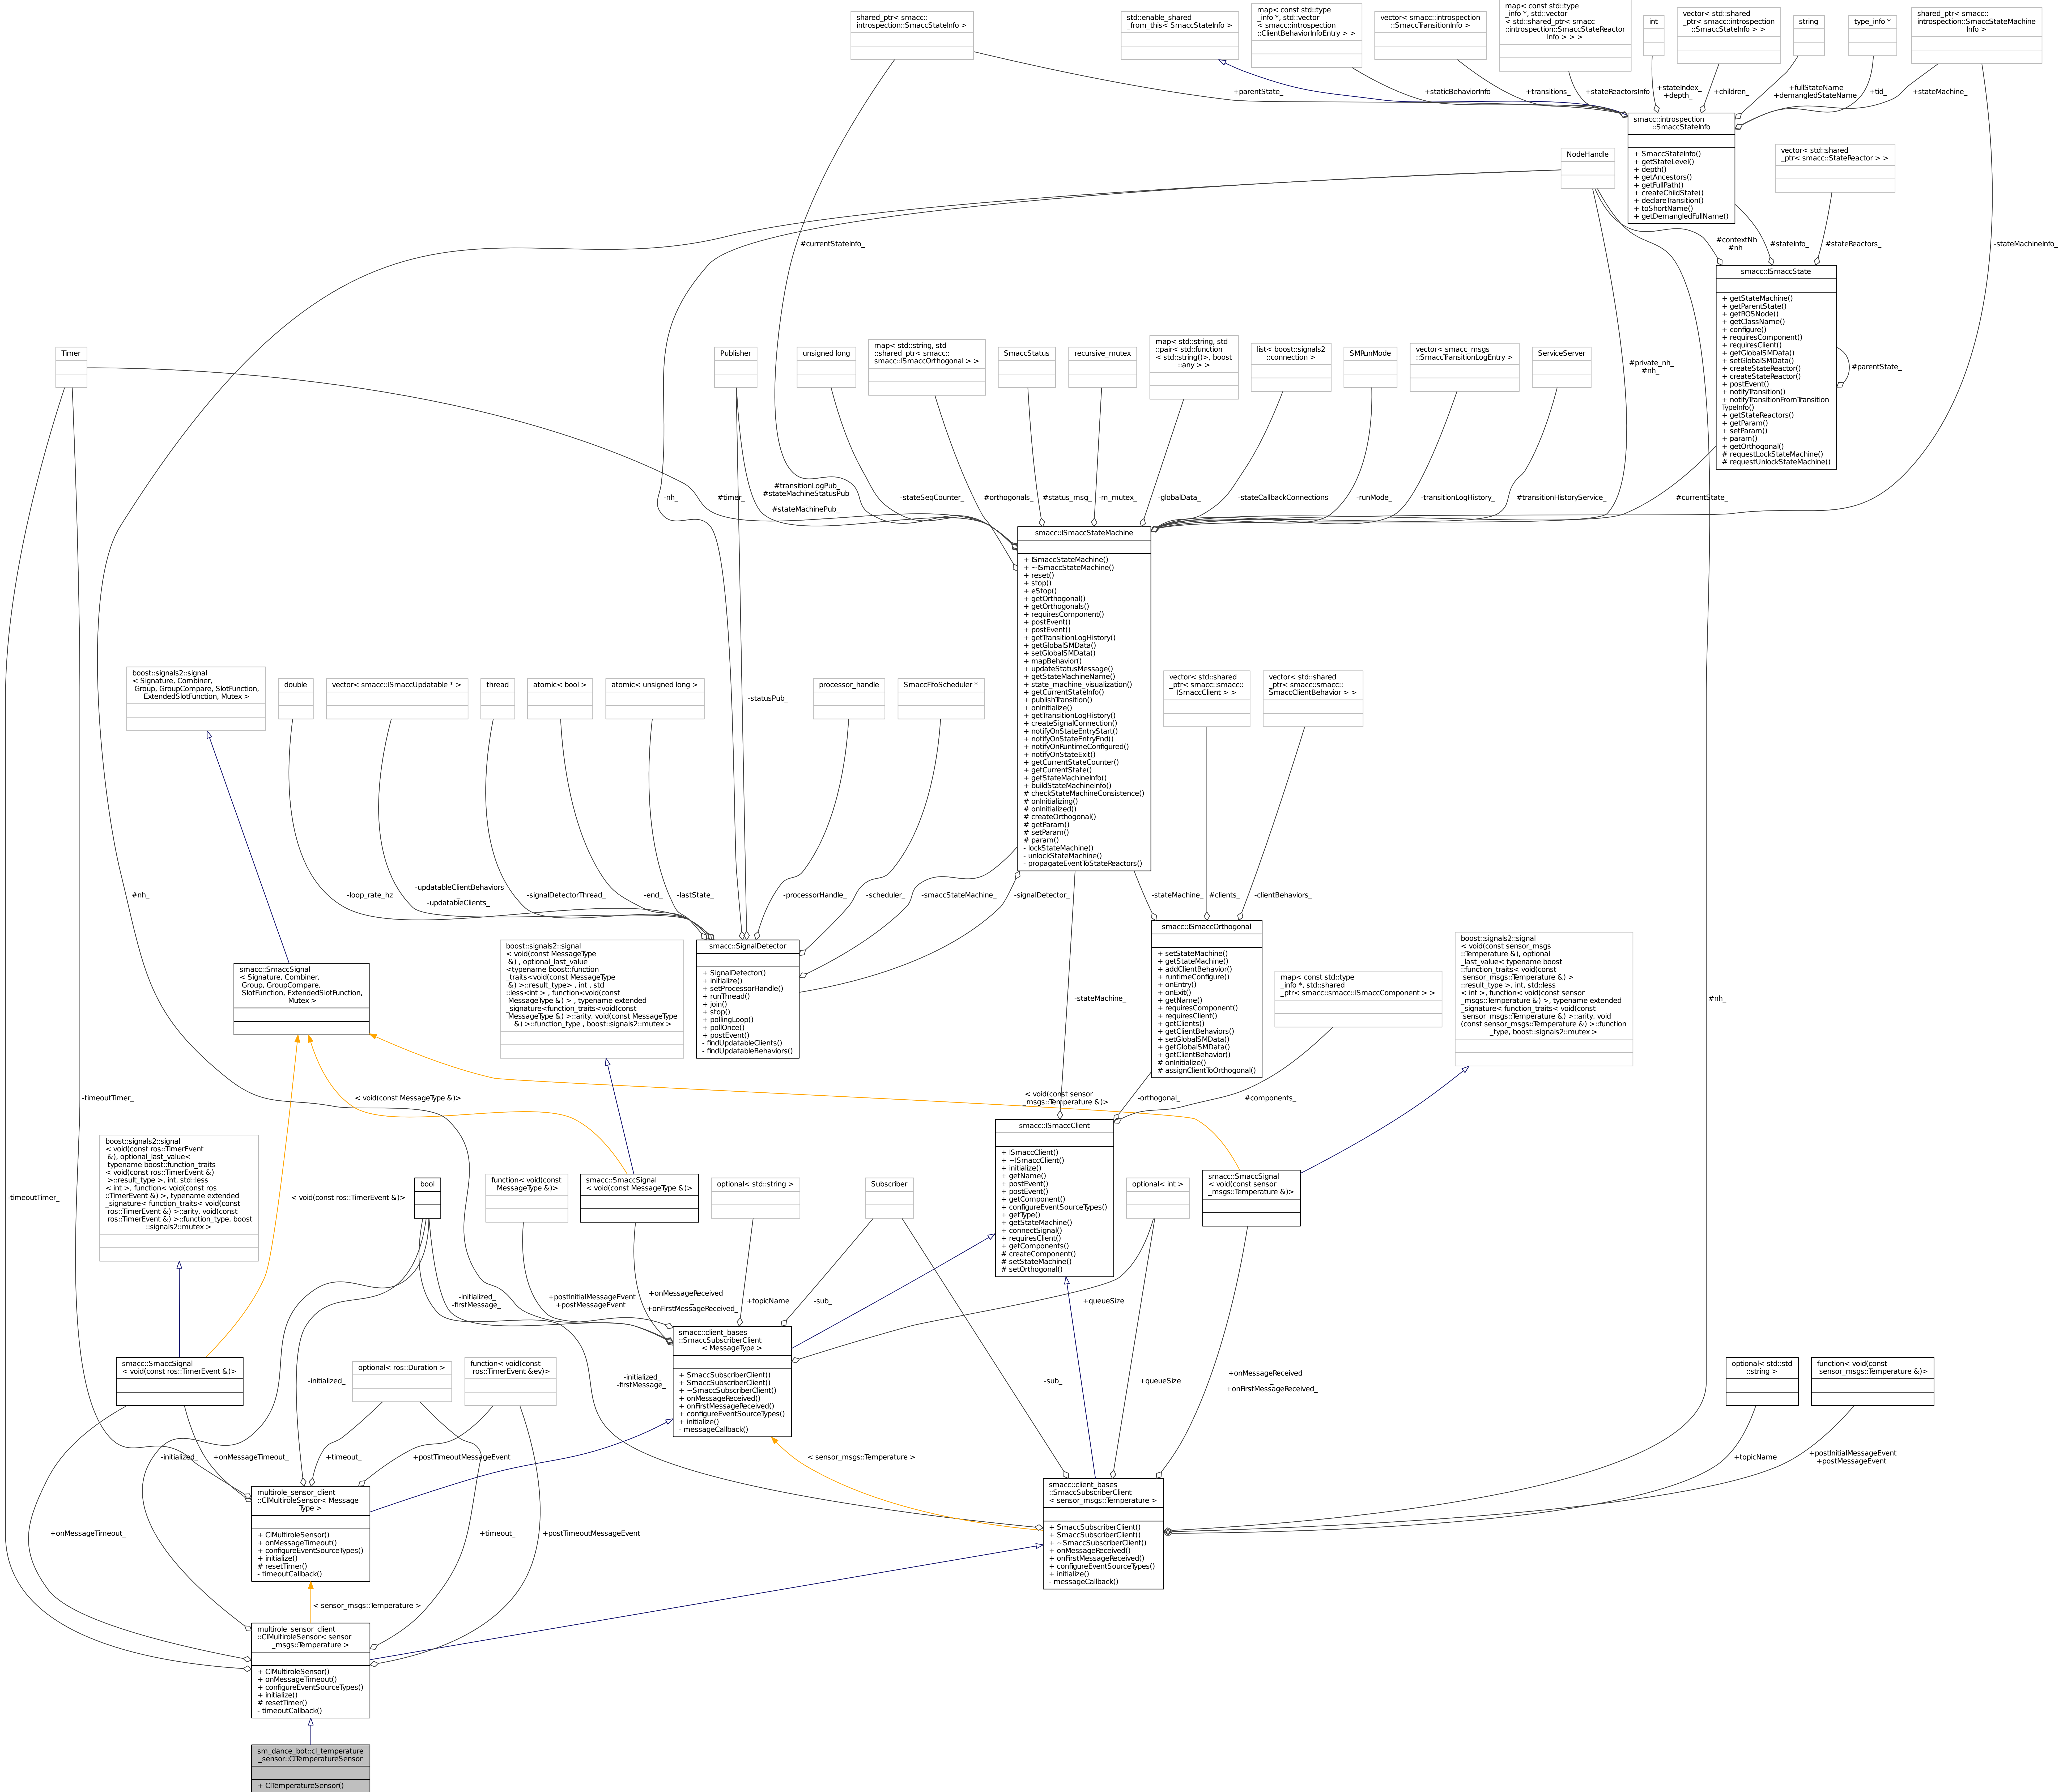 shared_ptr< smacc::
introspection::SmaccStateInfo >
std::enable_shared
_from_this< SmaccStateInfo >
map< const std::type
_info *, std::vector
< smacc::introspection
::ClientBehaviorInfoEntry > >
vector< smacc::introspection
::SmaccTransitionInfo
map< const std::type
_info *, std::vector
< std::shared_ptr< smacc
::introspection::SmaccStateReactor
Info > > >
int
vector< std::shared
_ptr< smacc::introspection
::SmaccStateInfo > >
string
type_info *
shared_ptr< smacc::
introspection::SmaccStateMachine
Info >
+parentState_
+staticBehaviorInfo
+transitions_
+stateReactorsInfo
+stateIndex_
+depth_
+children_
+fullStateName
+demangledStateName
+tid_
+stateMachine_
smacc::introspection
::SmaccStateInfo
+ SmaccStateInfo()
+ getStateLevel()
+ depth()
+ getAncestors()
+ getFullPath()
+ createChildState()
+ declareTransition()
+ toShortName()
+ getDemangledFullName()
NodeHandle
vector< std::shared
_ptr< smacc::StateReactor > >
#currentStateInfo_
#contextNh
#nh
#stateInfo_
#stateReactors_
-stateMachineInfo_
smacc::ISmaccState
+ getStateMachine()
+ getParentState()
+ getROSNode()
+ getClassName()
+ configure()
+ requiresComponent()
+ requiresClient()
+ getGlobalSMData()
+ setGlobalSMData()
+ createStateReactor()
+ createStateReactor()
+ postEvent()
+ notifyTransition()
+ notifyTransitionFromTransition
TypeInfo()
+ getStateReactors()
+ getParam()
+ setParam()
+ param()
+ getOrthogonal()
# requestLockStateMachine()
# requestUnlockStateMachine()
#parentState_
Timer
Publisher
unsigned long
map< std::string, std
::shared_ptr< smacc::
smacc::ISmaccOrthogonal > >
SmaccStatus
recursive_mutex
map< std::string, std
::pair< std::function
< std::string()>, boost
::any > >
list< boost::signals2
::connection >
SMRunMode
vector< smacc_msgs
::SmaccTransitionLogEntry >
ServiceServer
#private_nh_
#nh_
-nh_
#timer_
#transitionLogPub_
#stateMachineStatusPub
_
#stateMachinePub_
-stateSeqCounter_
#orthogonals_
#status_msg_
-m_mutex_
-globalData_
-stateCallbackConnections
-runMode_
-transitionLogHistory_
#transitionHistoryService_
#currentState_
smacc::ISmaccStateMachine
+ ISmaccStateMachine()
+ ~ISmaccStateMachine()
+ reset()
+ stop()
+ eStop()
+ getOrthogonal()
+ getOrthogonals()
+ requiresComponent()
+ postEvent()
+ postEvent()
+ getTransitionLogHistory()
+ getGlobalSMData()
+ setGlobalSMData()
+ mapBehavior()
+ updateStatusMessage()
+ getStateMachineName()
+ state_machine_visualization()
+ getCurrentStateInfo()
+ publishTransition()
+ onInitialize()
+ getTransitionLogHistory()
+ createSignalConnection()
+ notifyOnStateEntryStart()
+ notifyOnStateEntryEnd()
+ notifyOnRuntimeConfigured()
+ notifyOnStateExit()
+ getCurrentStateCounter()
+ getCurrentState()
+ getStateMachineInfo()
+ buildStateMachineInfo()
# checkStateMachineConsistence()
# onInitializing()
# onInitialized()
# createOrthogonal()
# getParam()
# setParam()
# param()
- lockStateMachine()
- unlockStateMachine()
- propagateEventToStateReactors()
boost::signals2::signal
< Signature, Combiner,
Group, GroupCompare, SlotFunction,
ExtendedSlotFunction, Mutex >
double
vector< smacc::ISmaccUpdatable * >
thread
atomic< bool >
atomic< unsigned long >
-statusPub_
processor_handle
SmaccFifoScheduler *
vector< std::shared
_ptr< smacc::smacc::
ISmaccClient > >
vector< std::shared
_ptr< smacc::smacc::
SmaccClientBehavior > >
#nh_
-loop_rate_hz
-updatableClientBehaviors
_
-updatableClients_
-signalDetectorThread_
-end_
-lastState_
-processorHandle_
-scheduler_
-smaccStateMachine_
-signalDetector_
-stateMachine_
#clients_
-clientBehaviors_
smacc::SmaccSignal
< Signature, Combiner,
Group, GroupCompare,
SlotFunction, ExtendedSlotFunction,
Mutex >
boost::signals2::signal
< void(const MessageType
&) , optional_last_value
<typename boost::function
_traits<void(const MessageType
&) >::result_type> , int , std
::less<int > , function<void(const
MessageType &) > , typename extended
_signature<function_traits<void(const
MessageType &) >::arity, void(const MessageType
&) >::function_type , boost::signals2::mutex >
smacc::SignalDetector
+ SignalDetector()
+ initialize()
+ setProcessorHandle()
+ runThread()
+ join()
+ stop()
+ pollingLoop()
+ pollOnce()
+ postEvent()
- findUpdatableClients()
- findUpdatableBehaviors()
-stateMachine_
smacc::ISmaccOrthogonal
+ setStateMachine()
+ getStateMachine()
+ addClientBehavior()
+ runtimeConfigure()
+ onEntry()
+ onExit()
+ getName()
+ requiresComponent()
+ requiresClient()
+ getClients()
+ getClientBehaviors()
+ setGlobalSMData()
+ getGlobalSMData()
+ getClientBehavior()
# onInitialize()
# assignClientToOrthogonal()
map< const std::type
_info *, std::shared
_ptr< smacc::smacc::ISmaccComponent > >
boost::signals2::signal
< void(const sensor_msgs
::Temperature &), optional
_last_value< typename boost
::function_traits< void(const
sensor_msgs::Temperature &) >
::result_type >, int, std::less
< int >, function< void(const sensor
_msgs::Temperature &) >, typename extended
_signature< function_traits< void(const
sensor_msgs::Temperature &) >::arity, void
(const sensor_msgs::Temperature &) >::function
_type, boost::signals2::mutex >
#nh_
-timeoutTimer_
< void(const MessageType &)>
< void(const sensor
_msgs::Temperature &)>
-orthogonal_
#components_
boost::signals2::signal
< void(const ros::TimerEvent
&), optional_last_value<
typename boost::function_traits
< void(const ros::TimerEvent &)
>::result_type >, int, std::less
< int >, function< void(const ros
::TimerEvent &) >, typename extended
_signature< function_traits< void(const
ros::TimerEvent &) >::arity, void(const
ros::TimerEvent &) >::function_type, boost
::signals2::mutex >
-timeoutTimer_
< void(const ros::TimerEvent &)>
bool
function< void(const
MessageType &)>
smacc::SmaccSignal
< void(const MessageType &)>
optional< std::string >
Subscriber
smacc::ISmaccClient
+ ISmaccClient()
+ ~ISmaccClient()
+ initialize()
+ getName()
+ postEvent()
+ postEvent()
+ getComponent()
+ configureEventSourceTypes()
+ getType()
+ getStateMachine()
+ connectSignal()
+ requiresClient()
+ getComponents()
# createComponent()
# setStateMachine()
# setOrthogonal()
optional< int >
smacc::SmaccSignal
< void(const sensor
_msgs::Temperature &)>
-initialized_
-firstMessage_
+postInitialMessageEvent
+postMessageEvent
+onMessageReceived
_
+onFirstMessageReceived_
+topicName
-sub_
+queueSize
smacc::client_bases
::SmaccSubscriberClient
< MessageType >
+ SmaccSubscriberClient()
+ SmaccSubscriberClient()
+ ~SmaccSubscriberClient()
+ onMessageReceived()
+ onFirstMessageReceived()
+ configureEventSourceTypes()
+ initialize()
- messageCallback()
smacc::SmaccSignal
< void(const ros::TimerEvent &)>
-initialized_
optional< ros::Duration >
function< void(const
ros::TimerEvent &ev)>
-initialized_
-firstMessage_
-sub_
+queueSize
+onMessageReceived
_
+onFirstMessageReceived_
optional< std::std
::string >
function< void(const
sensor_msgs::Temperature &)>
-initialized_
+onMessageTimeout_
+timeout_
+postTimeoutMessageEvent
< sensor_msgs::Temperature >
+topicName
+postInitialMessageEvent
+postMessageEvent
multirole_sensor_client
::ClMultiroleSensor< Message
Type >
+ ClMultiroleSensor()
+ onMessageTimeout()
+ configureEventSourceTypes()
+ initialize()
# resetTimer()
- timeoutCallback()
smacc::client_bases
::SmaccSubscriberClient
< sensor_msgs::Temperature >
+ SmaccSubscriberClient()
+ SmaccSubscriberClient()
+ ~SmaccSubscriberClient()
+ onMessageReceived()
+ onFirstMessageReceived()
+ configureEventSourceTypes()
+ initialize()
- messageCallback()
+onMessageTimeout_
+timeout_
+postTimeoutMessageEvent
< sensor_msgs::Temperature >
multirole_sensor_client
::ClMultiroleSensor< sensor
_msgs::Temperature >
+ ClMultiroleSensor()
+ onMessageTimeout()
+ configureEventSourceTypes()
+ initialize()
# resetTimer()
- timeoutCallback()
sm_dance_bot::cl_temperature
_sensor::ClTemperatureSensor
+ ClTemperatureSensor()